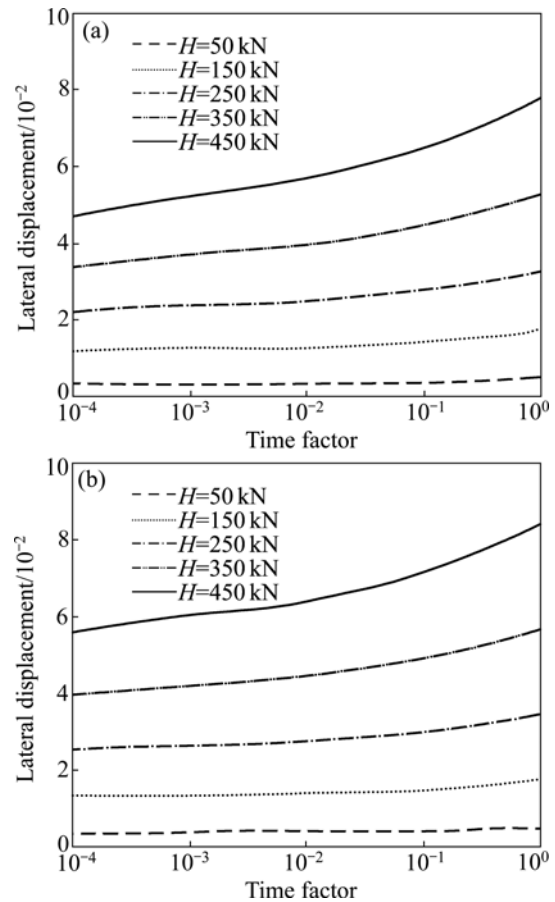 10
(a)
H=50 kN
H=150 kN
8
H=250 kN
H=350 kN
H=450 kN
6
4
2
0
Lateral displacement/10⁻²
10⁻⁴ 10⁻³ 10⁻² 10⁻¹ 10⁰
Time factor
10
(b)
H=50 kN
H=150 kN
8
H=250 kN
H=350 kN
H=450 kN
6
4
2
0
Lateral displacement/10⁻²
10⁻⁴ 10⁻³ 10⁻² 10⁻¹ 10⁰
Time factor